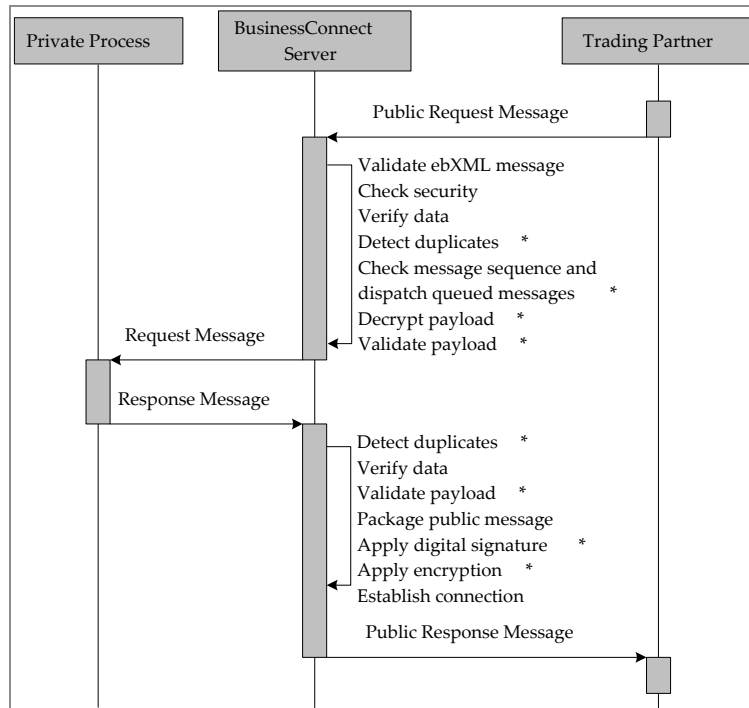 Private Process
BusinessConnect
Server
Trading Partner
Public Request Message
Validate ebXML message
Check security
Verify data
Detect duplicates *
Check message sequence and
dispatch queued messages *
Decrypt payload *
Validate payload *
Request Message
Response Message
Detect duplicates *
Verify data
Validate payload *
Package public message
Apply digital signature *
Apply encryption *
Establish connection
Public Response Message